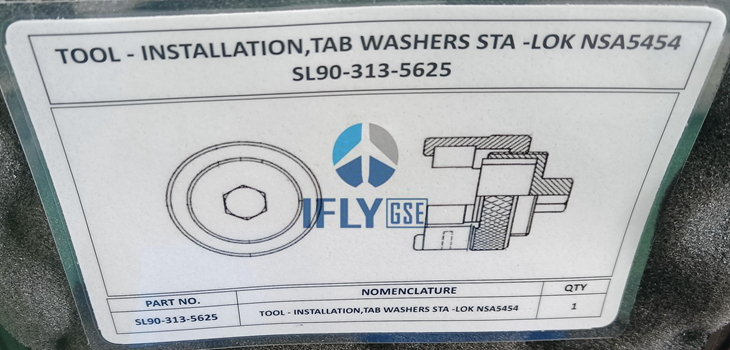 TOOL - INSTALLATION,TAB WASHERS STA -LOK NSA5454
SL90-313-5625
IFLY GSE
PART NO. NOMENCLATURE QTY
SL90-313-5625 TOOL - INSTALLATION,TAB WASHERS STA -LOK NSA5454 1